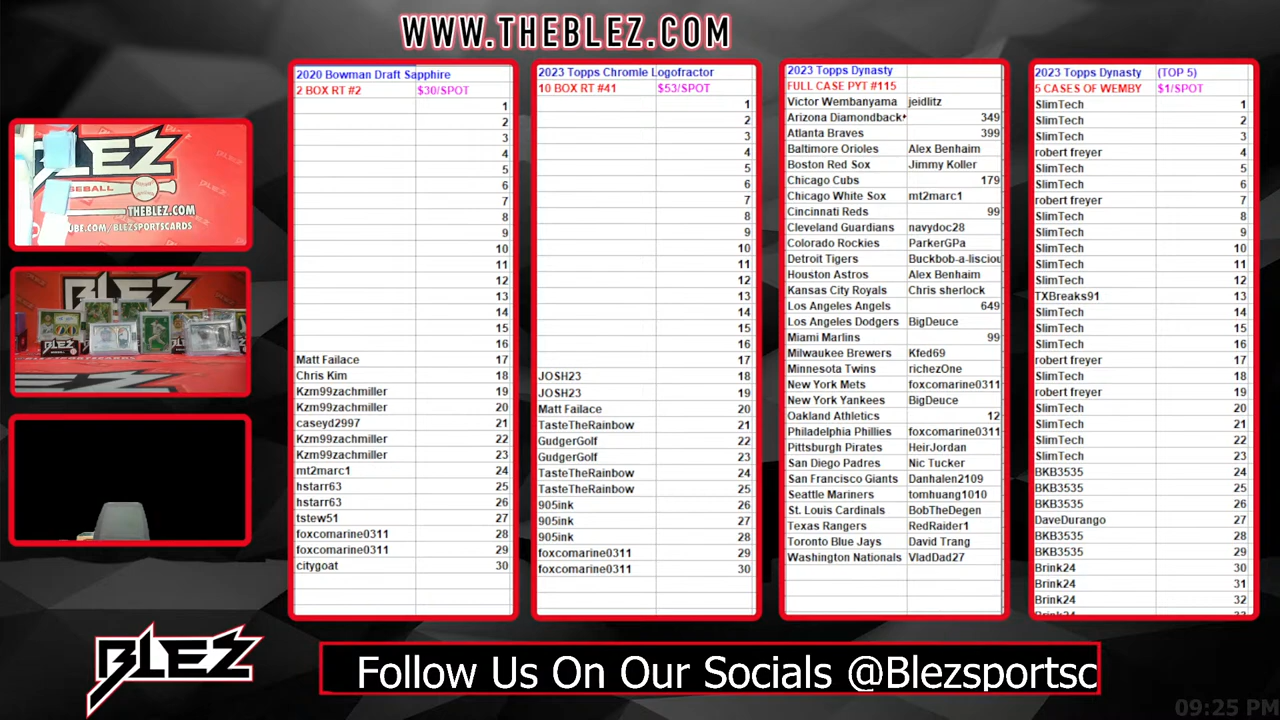 WWW.THEBLEZ.COM
BLEZ
BASEBALL
THEBLEZ.COM
UBE.COM/BLEZSPORTSCARDS
BLEZ
2020 Bowman Draft Sapphire
2 BOX RT #2 $30/SPOT
1
2
3
4
5
6
7
8
9
10
11
12
13
14
15
16
Matt Failace 17
Chris Kim 18
Kzm99zachmiller 19
Kzm99zachmiller 20
caseyd2997 21
Kzm99zachmiller 22
Kzm99zachmiller 23
mt2marc1 24
hstarr63 25
hstarr63 26
tstew51 27
foxcomarine0311 28
foxcomarine0311 29
citygoat 30
2023 Topps Chromle Logofractor
10 BOX RT #41 $53/SPOT
1
2
3
4
5
6
7
8
9
10
11
12
13
14
15
16
17
JOSH23 18
JOSH23 19
Matt Failace 20
TasteTheRainbow 21
GudgerGolf 22
GudgerGolf 23
TasteTheRainbow 24
TasteTheRainbow 25
905ink 26
905ink 27
905ink 28
foxcomarine0311 29
foxcomarine0311 30
2023 Topps Dynasty
FULL CASE PYT #115
Victor Wembanyama jeidlitz
Arizona Diamondback 349
Atlanta Braves 399
Baltimore Orioles Alex Benhaim
Boston Red Sox Jimmy Koller
Chicago Cubs 179
Chicago White Sox mt2marc1
Cincinnati Reds 99
Cleveland Guardians navydoc28
Colorado Rockies ParkerGPa
Detroit Tigers Buckbob-a-lisciou
Houston Astros Alex Benhaim
Kansas City Royals Chris sherlock
Los Angeles Angels 649
Los Angeles Dodgers BigDeuce
Miami Marlins 99
Milwaukee Brewers Kfed69
Minnesota Twins richezOne
New York Mets foxcomarine0311
New York Yankees BigDeuce
Oakland Athletics 12
Philadelphia Phillies foxcomarine0311
Pittsburgh Pirates HeirJordan
San Diego Padres Nic Tucker
San Francisco Giants Danhalen2109
Seattle Mariners tomhuang1010
St. Louis Cardinals BobTheDegen
Texas Rangers RedRaider1
Toronto Blue Jays David Trang
Washington Nationals VladDad27
2023 Topps Dynasty (TOP 5)
5 CASES OF WEMBY $1/SPOT
SlimTech 1
SlimTech 2
SlimTech 3
robert freyer 4
SlimTech 5
SlimTech 6
robert freyer 7
SlimTech 8
SlimTech 9
SlimTech 10
SlimTech 11
SlimTech 12
TXBreaks91 13
SlimTech 14
SlimTech 15
SlimTech 16
robert freyer 17
SlimTech 18
robert freyer 19
SlimTech 20
SlimTech 21
SlimTech 22
SlimTech 23
BKB3535 24
BKB3535 25
BKB3535 26
DaveDurango 27
BKB3535 28
BKB3535 29
Brink24 30
Brink24 31
Brink24 32
BLEZ
Follow Us On Our Socials @Blezsportsc
09:25 PM